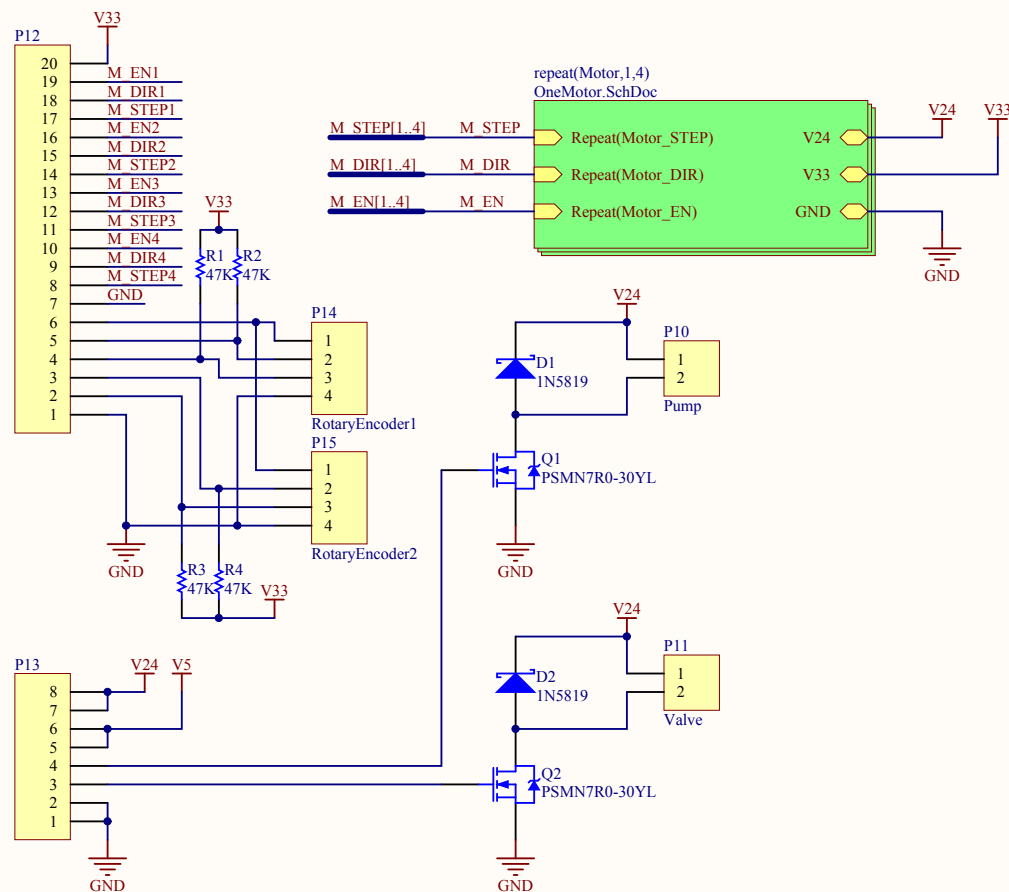 V33
P12
20
19
18
17
16
15
14
13
12
11
10
9
8
7
6
5
4
3
2
1
M_EN1
M_DIR1
M_STEP1
M_EN2
M_DIR2
M_STEP2
M_EN3
M_DIR3
M_STEP3
M_EN4
M_DIR4
M_STEP4
GND
V33
R1
47K
R2
47K
P14
1
2
3
4
RotaryEncoder1
P15
1
2
3
4
RotaryEncoder2
GND
R3
47K
R4
47K
V33
repeat(Motor,1,4)
OneMotor.SchDoc
M_STEP[1..4]
M_STEP
Repeat(Motor_STEP)
V24
M_DIR[1..4]
M_DIR
Repeat(Motor_DIR)
V33
M_EN[1..4]
M_EN
Repeat(Motor_EN)
GND
V24
V33
GND
V24
P10
1
2
Pump
D1
1N5819
Q1
PSMN7R0-30YL
GND
P13
8
7
6
5
4
3
2
1
V24
V5
GND
V24
P11
1
2
Valve
D2
1N5819
Q2
PSMN7R0-30YL
GND